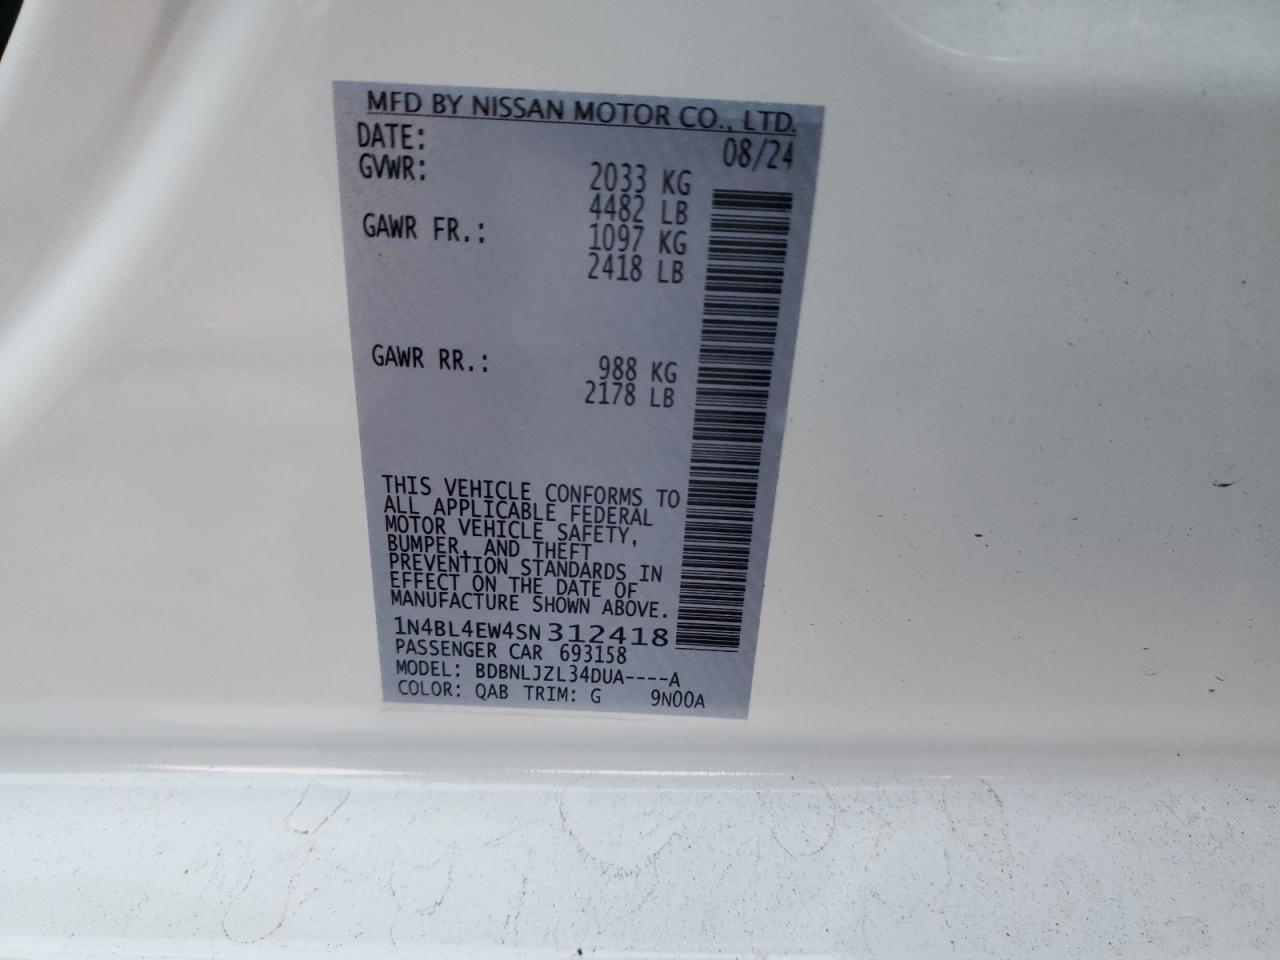 MFD BY NISSAN MOTOR CO., LTD.
DATE: 08/24
GVWR: 2033 KG
4482 LB
GAWR FR.: 1097 KG
2418 LB
GAWR RR.: 988 KG
2178 LB
THIS VEHICLE CONFORMS TO
ALL APPLICABLE FEDERAL
MOTOR VEHICLE SAFETY,
BUMPER, AND THEFT
PREVENTION STANDARDS IN
EFFECT ON THE DATE OF
MANUFACTURE SHOWN ABOVE.
1N4BL4EW4SN312418
PASSENGER CAR 693158
MODEL: BDBNLJZL34DUA----A
COLOR: QAB TRIM: G 9N00A